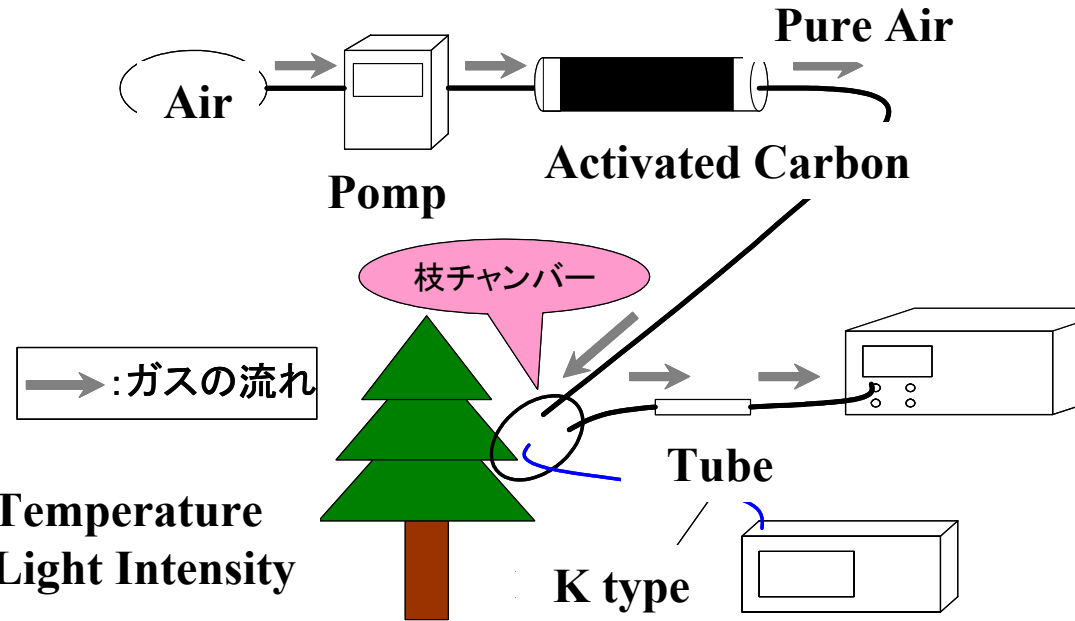 Pure Air
Air
Activated Carbon
Pomp
枝チャンバー
:ガスの流れ
Tube
Temperature
Light Intensity
K type